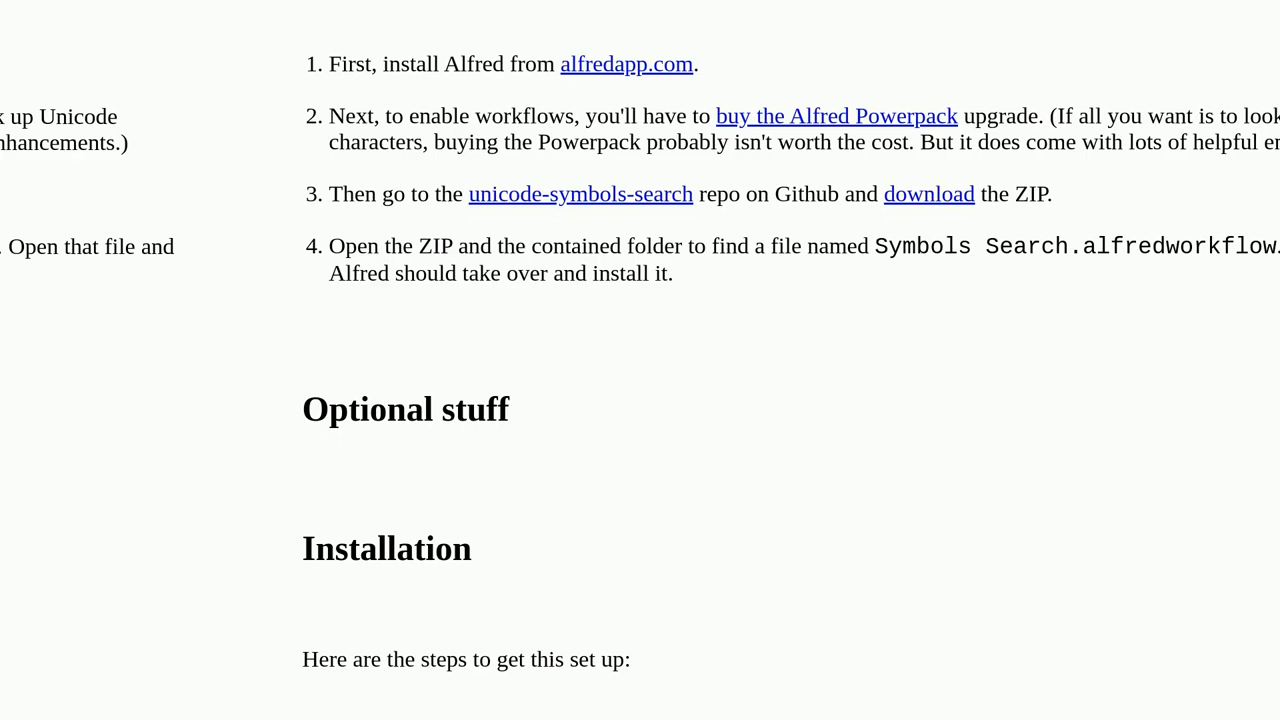 1. First, install Alfred from alfredapp.com.
up Unicode
2. Next, to enable workflows, you'll have to buy the Alfred Powerpack upgrade. (If all you want is to look
characters, buying the Powerpack probably isn't worth the cost. But it does come with lots of helpful
3. Then go to the unicode-symbols-search repo on Github and download the ZIP.
Open that file and
4. Open the ZIP and the contained folder to find a file named Symbols Search.alfredworkflow.
Alfred should take over and install it.
Optional stuff
Installation
Here are the steps to get this set up: